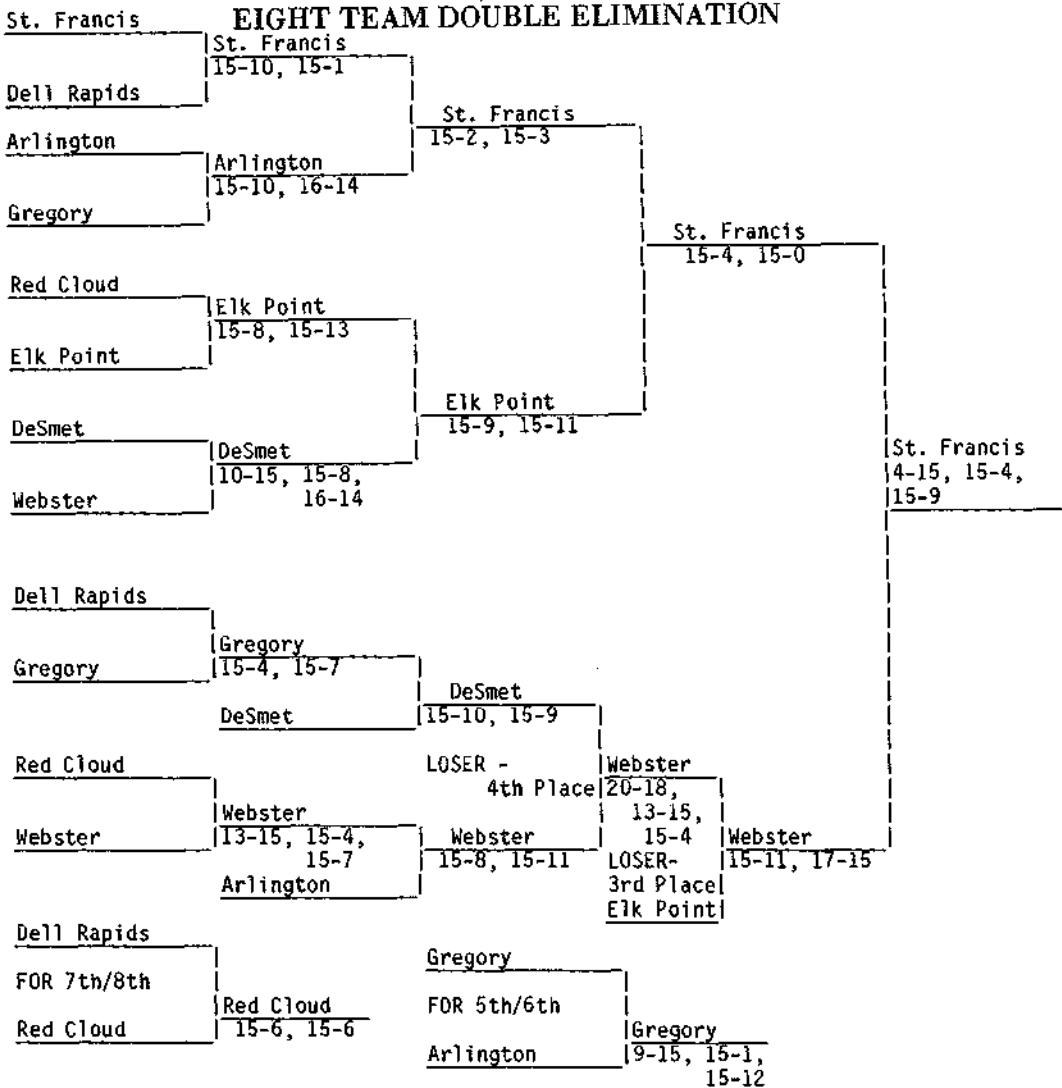 EIGHT TEAM DOUBLE ELIMINATION
St. Francis
St. Francis
15-10, 15-1
Dell Rapids
St. Francis
15-2, 15-3
Arlington
Arlington
15-10, 16-14
Gregory
St. Francis
15-4, 15-0
Red Cloud
Elk Point
15-8, 15-13
Elk Point
Elk Point
15-9, 15-11
DeSmet
DeSmet
10-15, 15-8,
16-14
Webster
St. Francis
4-15, 15-4,
15-9
Dell Rapids
Gregory
15-4, 15-7
Gregory
DeSmet
15-10, 15-9
DeSmet
Red Cloud
LOSER -
4th Place
Webster
20-18,
13-15,
15-4
Webster
13-15, 15-4,
15-7
Webster
Webster
15-8, 15-11
Webster
15-11, 17-15
LOSER-
3rd Place
Elk Point
Arlington
Dell Rapids
FOR 7th/8th
Red Cloud
Red Cloud
15-6, 15-6
Gregory
FOR 5th/6th
Arlington
Gregory
9-15, 15-1,
15-12